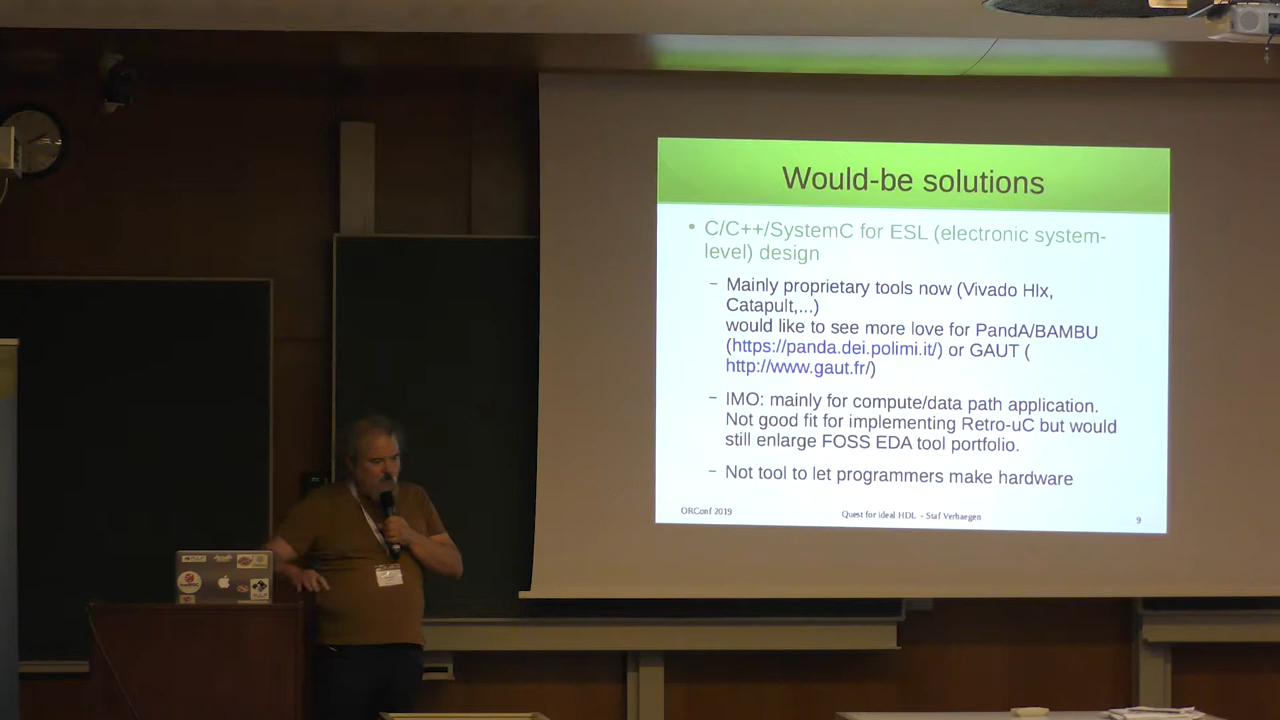 Would-be solutions
• C/C++/SystemC for ESL (electronic system-
level) design
– Mainly proprietary tools now (Vivado Hlx,
Catapult,...)
would like to see more love for PandA/BAMBU
(https://panda.dei.polimi.it/) or GAUT (
http://www.gaut.fr/)
– IMO: mainly for compute/data path application.
Not good fit for implementing Retro-uC but would
still enlarge FOSS EDA tool portfolio.
– Not tool to let programmers make hardware
ORConf 2019
Quest for ideal HDL - Staf Verhaegen
9